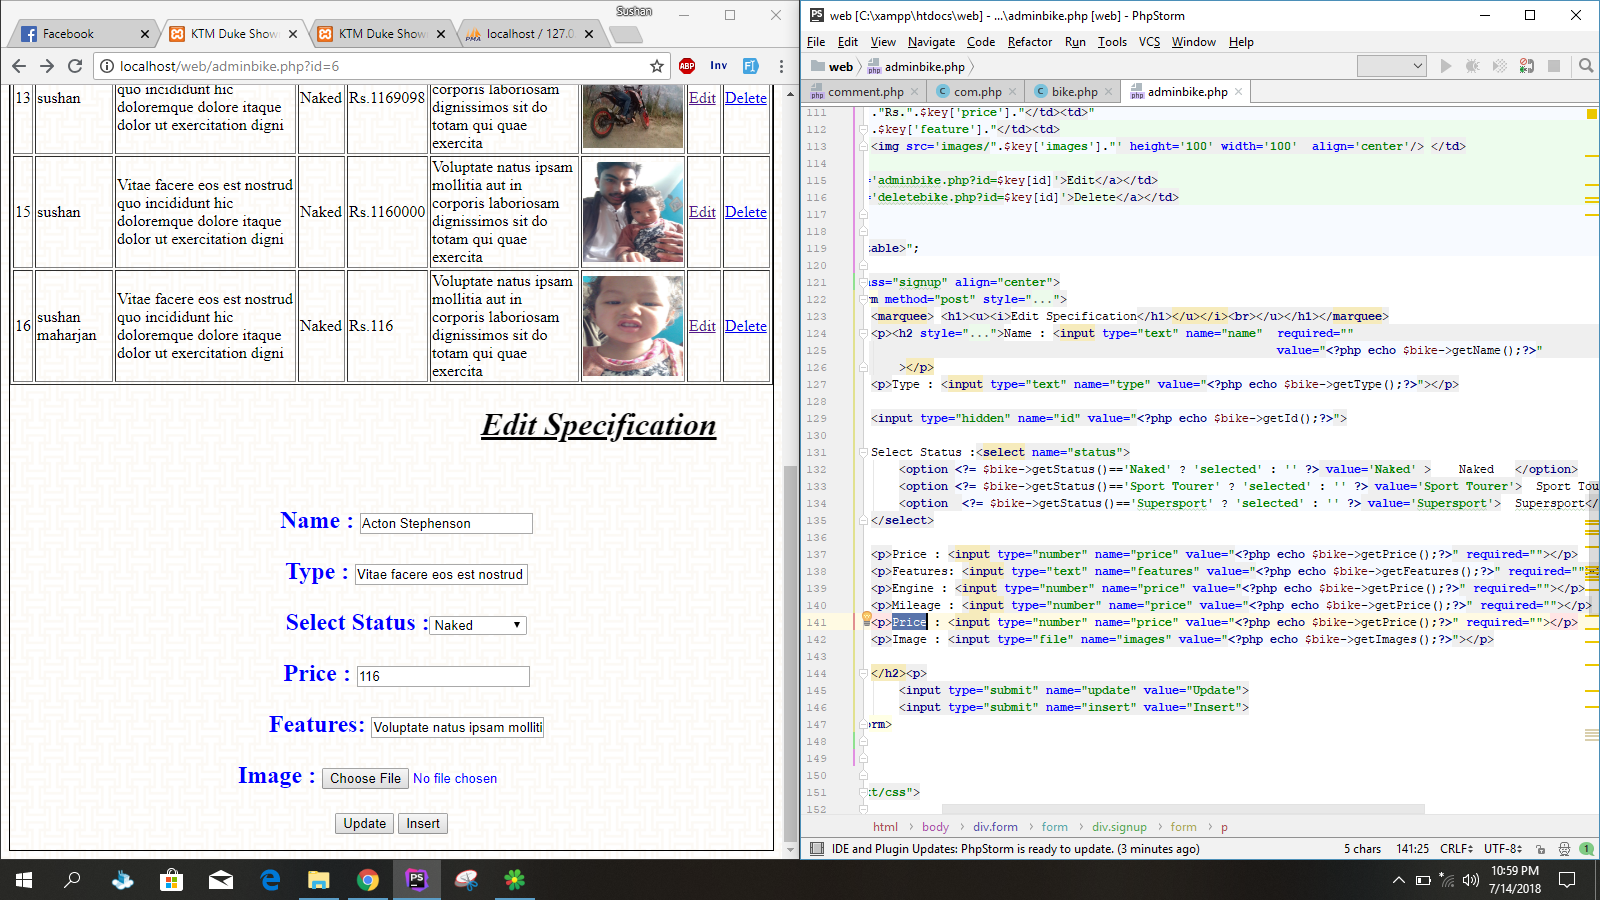 Sushan
Facebook
KTM Duke Show
KTM Duke Show
localhost / 127.0
localhost/web/adminbike.php?id=6
ABP
Inv
13 sushan quo incididunt hic doloremque dolore itaque dolor ut exercitation digni Naked Rs.1169098 corporis laboriosam dignissimos sit do totam qui quae exercita Edit Delete
15 sushan Vitae facere eos est nostrud quo incididunt hic doloremque dolore itaque dolor ut exercitation digni Naked Rs.1160000 Voluptate natus ipsam mollitia aut in corporis laboriosam dignissimos sit do totam qui quae exercita Edit Delete
16 sushan maharjan Vitae facere eos est nostrud quo incididunt hic doloremque dolore itaque dolor ut exercitation digni Naked Rs.116 Voluptate natus ipsam mollitia aut in corporis laboriosam dignissimos sit do totam qui quae exercita Edit Delete
Edit Specification
Name : Acton Stephenson
Type : Vitae facere eos est nostrud
Select Status : Naked
Price : 116
Features: Voluptate natus ipsam molliti
Image : Choose File No file chosen
Update Insert
PS web [C:\xampp\htdocs\web] - ...\adminbike.php [web] - PhpStorm
File Edit View Navigate Code Refactor Run Tools VCS Window Help
web adminbike.php
comment.php com.php bike.php adminbike.php
111 ."Rs.".$key['price']."</td><td>"
112 .$key['feature']."</td><td>
113 <img src='images/".$key['images']."' height='100' width='100'  align='center'/> </td>
114
115 ='adminbike.php?id=$key[id]'>Edit</a></td>
116 ='deletebike.php?id=$key[id]'>Delete</a></td>
117
118
119 table>";
120
121 ass="signup" align="center">
122 rm method="post" style="...">
123 <marquee> <h1><u><i>Edit Specification</h1></u></i><br></u></h1></marquee>
124 <p><h2 style="...">Name : <input type="text" name="name"  required=""
125 value="<?php echo $bike->getName();?>"
126 ></p>
127 <p>Type : <input type="text" name="type" value="<?php echo $bike->getType();?>"></p>
128
129 <input type="hidden" name="id" value="<?php echo $bike->getId();?>">
130
131 Select Status :<select name="status">
132 <option <?= $bike->getStatus()=='Naked' ? 'selected' : '' ?> value='Naked' >    Naked   </option>
133 <option <?= $bike->getStatus()=='Sport Tourer' ? 'selected' : '' ?> value='Sport Tourer'>  Sport Tou
134 <option  <?= $bike->getStatus()=='Supersport' ? 'selected' : '' ?> value='Supersport'>  Supersport</
135 </select>
136
137 <p>Price : <input type="number" name="price" value="<?php echo $bike->getPrice();?>" required=""></p>
138 <p>Features: <input type="text" name="features" value="<?php echo $bike->getFeatures();?>" required=""
139 <p>Engine : <input type="number" name="price" value="<?php echo $bike->getPrice();?>" required=""></p>
140 <p>Mileage : <input type="number" name="price" value="<?php echo $bike->getPrice();?>" required=""></p>
141 <p>Price : <input type="number" name="price" value="<?php echo $bike->getPrice();?>" required=""></p>
142 <p>Image : <input type="file" name="images" value="<?php echo $bike->getImages();?>"></p>
143
144 </h2><p>
145 <input type="submit" name="update" value="Update">
146 <input type="submit" name="insert" value="Insert">
147 orm>
148
149
150
151 xt/css">
152
html body div.form form div.signup form p
IDE and Plugin Updates: PhpStorm is ready to update. (3 minutes ago) 5 chars 141:25 CRLF UTF-8 1
10:59 PM
7/14/2018